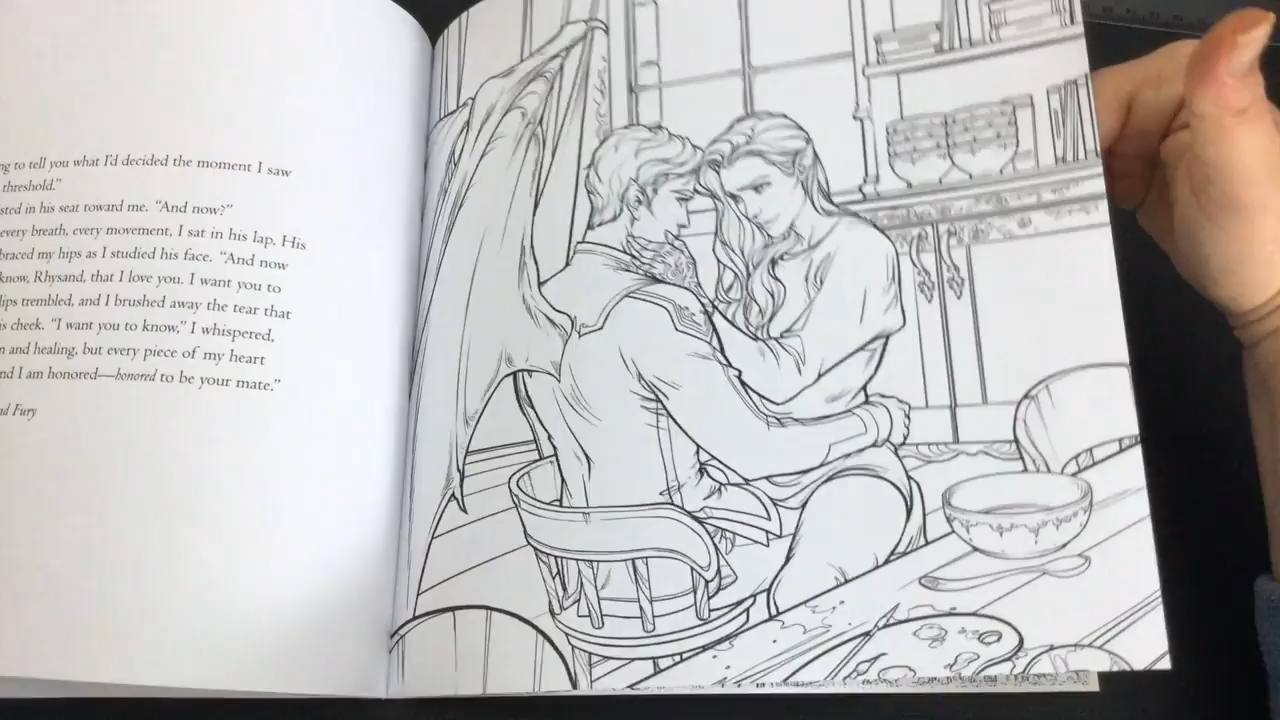 ng to tell you what I'd decided the moment I saw
threshold."
sted in his seat toward me. "And now?"
every breath, every movement, I sat in his lap. His
braced my hips as I studied his face. "And now
know, Rhysand, that I love you. I want you to
lips trembled, and I brushed away the tear that
is cheek. "I want you to know," I whispered,
n and healing, but every piece of my heart
nd I am honored—honored to be your mate."
nd Fury